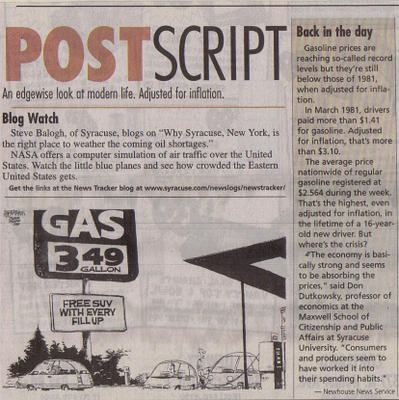 POSTSCRIPT
An edgewise look at modern life. Adjusted for inflation.
Blog Watch
Steve Balogh, of Syracuse, blogs on "Why Syracuse, New York, is
the right place to weather the coming oil shortages."
NASA offers a computer simulation of air traffic over the United
States. Watch the little blue planes and see how crowded the Eastern
United States gets.
Get the links at the News Tracker blog at www.syracuse.com/newslogs/newstracker/
GAS
3.49
GALLON
FREE SUV
WITH EVERY
FILL UP
Back in the day
Gasoline prices are
reaching so-called record
levels but they're still
below those of 1981,
when adjusted for infla-
tion.
In March 1981, drivers
paid more than $1.41
for gasoline. Adjusted
for inflation, that's more
than $3.10.
The average price
nationwide of regular
gasoline registered at
$2.564 during the week.
That's the highest, even
adjusted for inflation, in
the lifetime of a 16-year-
old new driver. But
where's the crisis?
"The economy is basi-
cally strong and seems
to be absorbing the
prices," said Don
Dutkowsky, professor of
economics at the
Maxwell School of
Citizenship and Public
Affairs at Syracuse
University. "Consumers
and producers seem to
have worked it into
their spending habits."
— Newhouse News Service